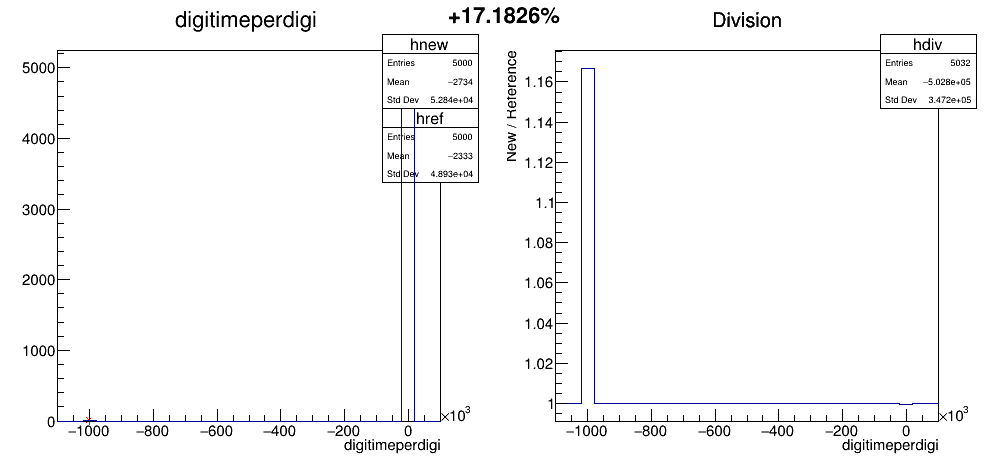 +17.1826%
digitimeperdigi
hnew
Entries 5000
Mean −2734
Std Dev 5.284e+04
href
Entries 5000
Mean −2333
Std Dev 4.893e+04
5000
4000
3000
2000
1000
0
−1000 −800 −600 −400 −200 0
×10³
digitimeperdigi
Division
hdiv
Entries 5032
Mean −5.028e+05
Std Dev 3.472e+05
New / Reference
1.16
1.14
1.12
1.1
1.08
1.06
1.04
1.02
1
−1000 −800 −600 −400 −200 0
×10³
digitimeperdigi